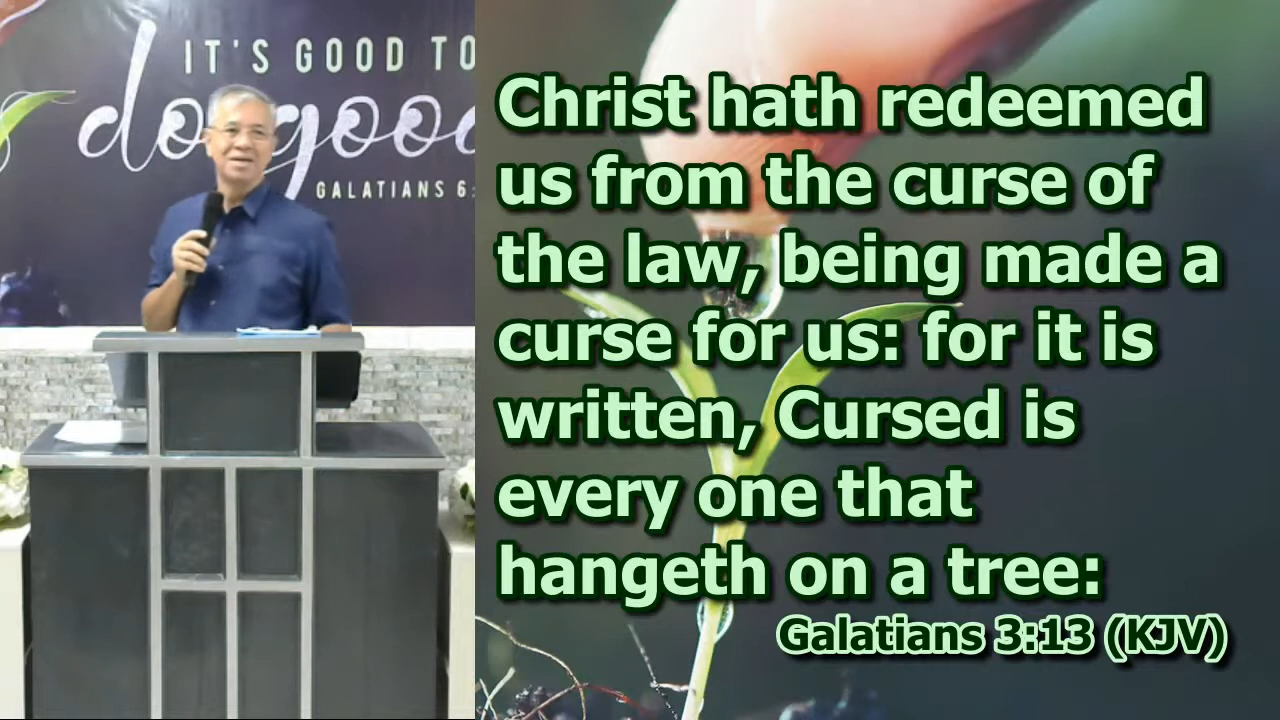 IT'S GOOD TO
do good
GALATIANS 6:
Christ hath redeemed
us from the curse of
the law, being made a
curse for us: for it is
written, Cursed is
every one that
hangeth on a tree:
Galatians 3:13 (KJV)